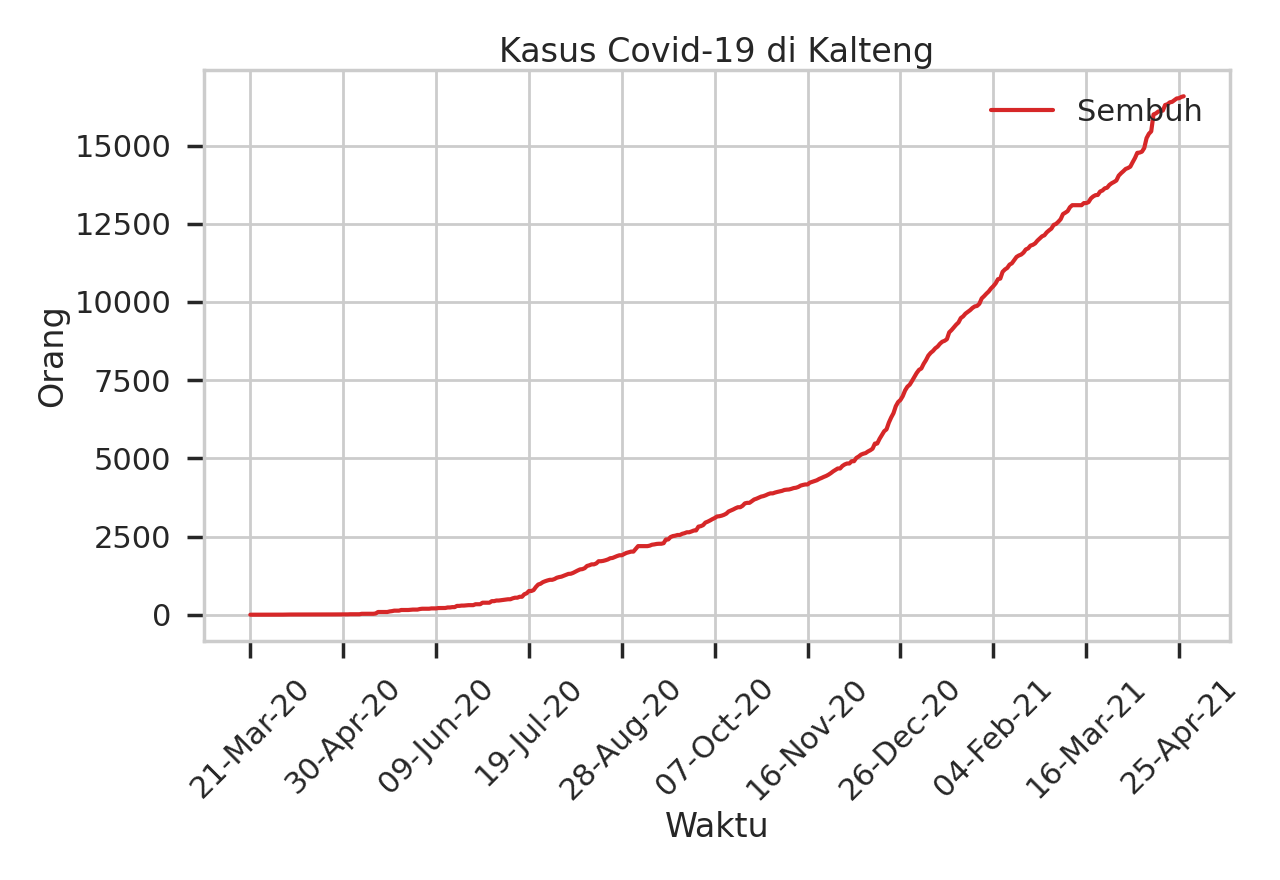 Kasus Covid-19 di Kalteng
Sembuh
Orang
15000
12500
10000
7500
5000
2500
0
21-Mar-20
30-Apr-20
09-Jun-20
19-Jul-20
28-Aug-20
07-Oct-20
16-Nov-20
26-Dec-20
04-Feb-21
16-Mar-21
25-Apr-21
Waktu